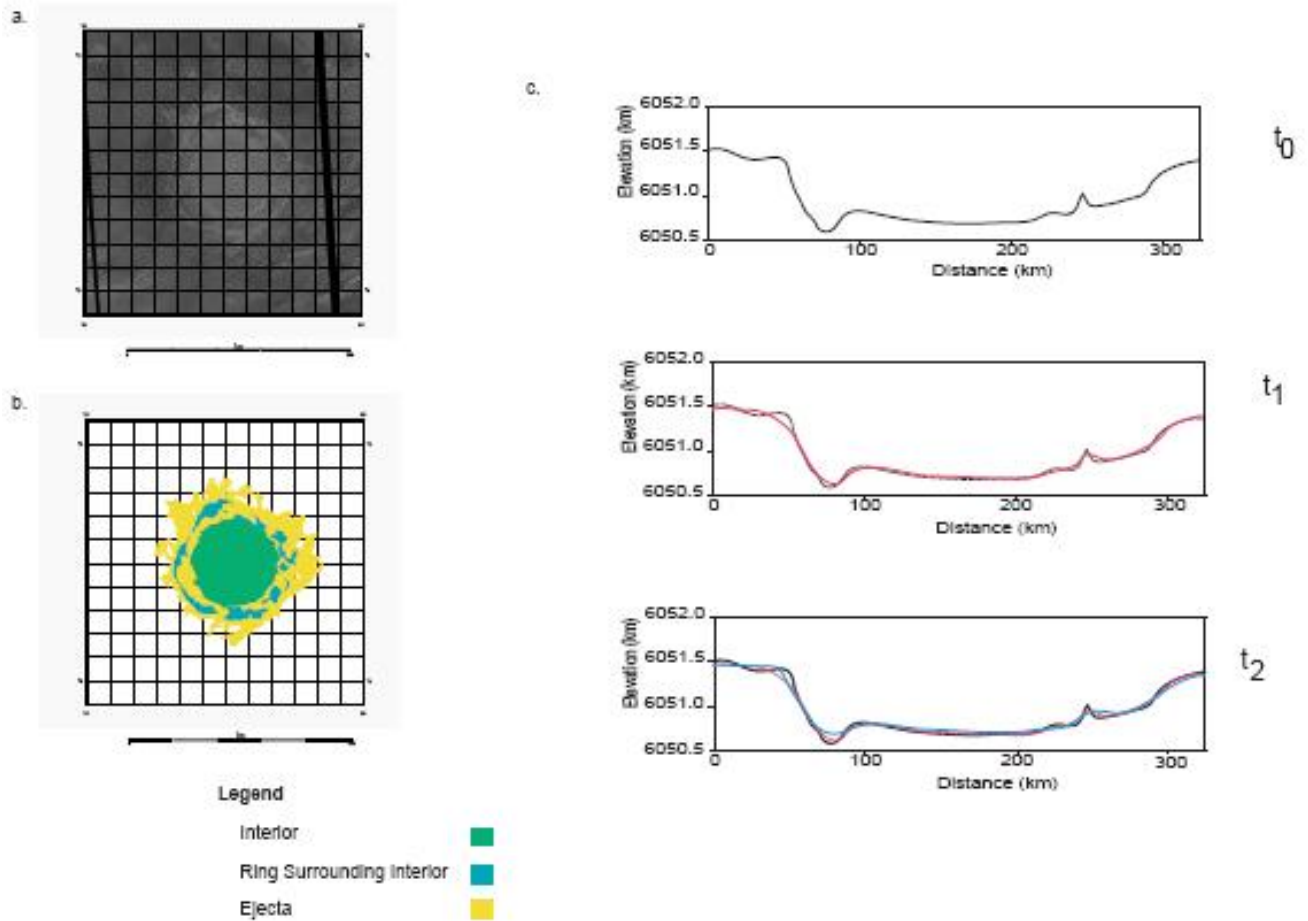 a.
b.
Legend
Interior
Ring Surrounding Interior
Ejecta
c.
Elevation (km)
6052.0
6051.5
6051.0
6050.5
0 100 200 300
Distance (km)
t0
Elevation (km)
6052.0
6051.5
6051.0
6050.5
0 100 200 300
Distance (km)
t1
Elevation (km)
6052.0
6051.5
6051.0
6050.5
0 100 200 300
Distance (km)
t2